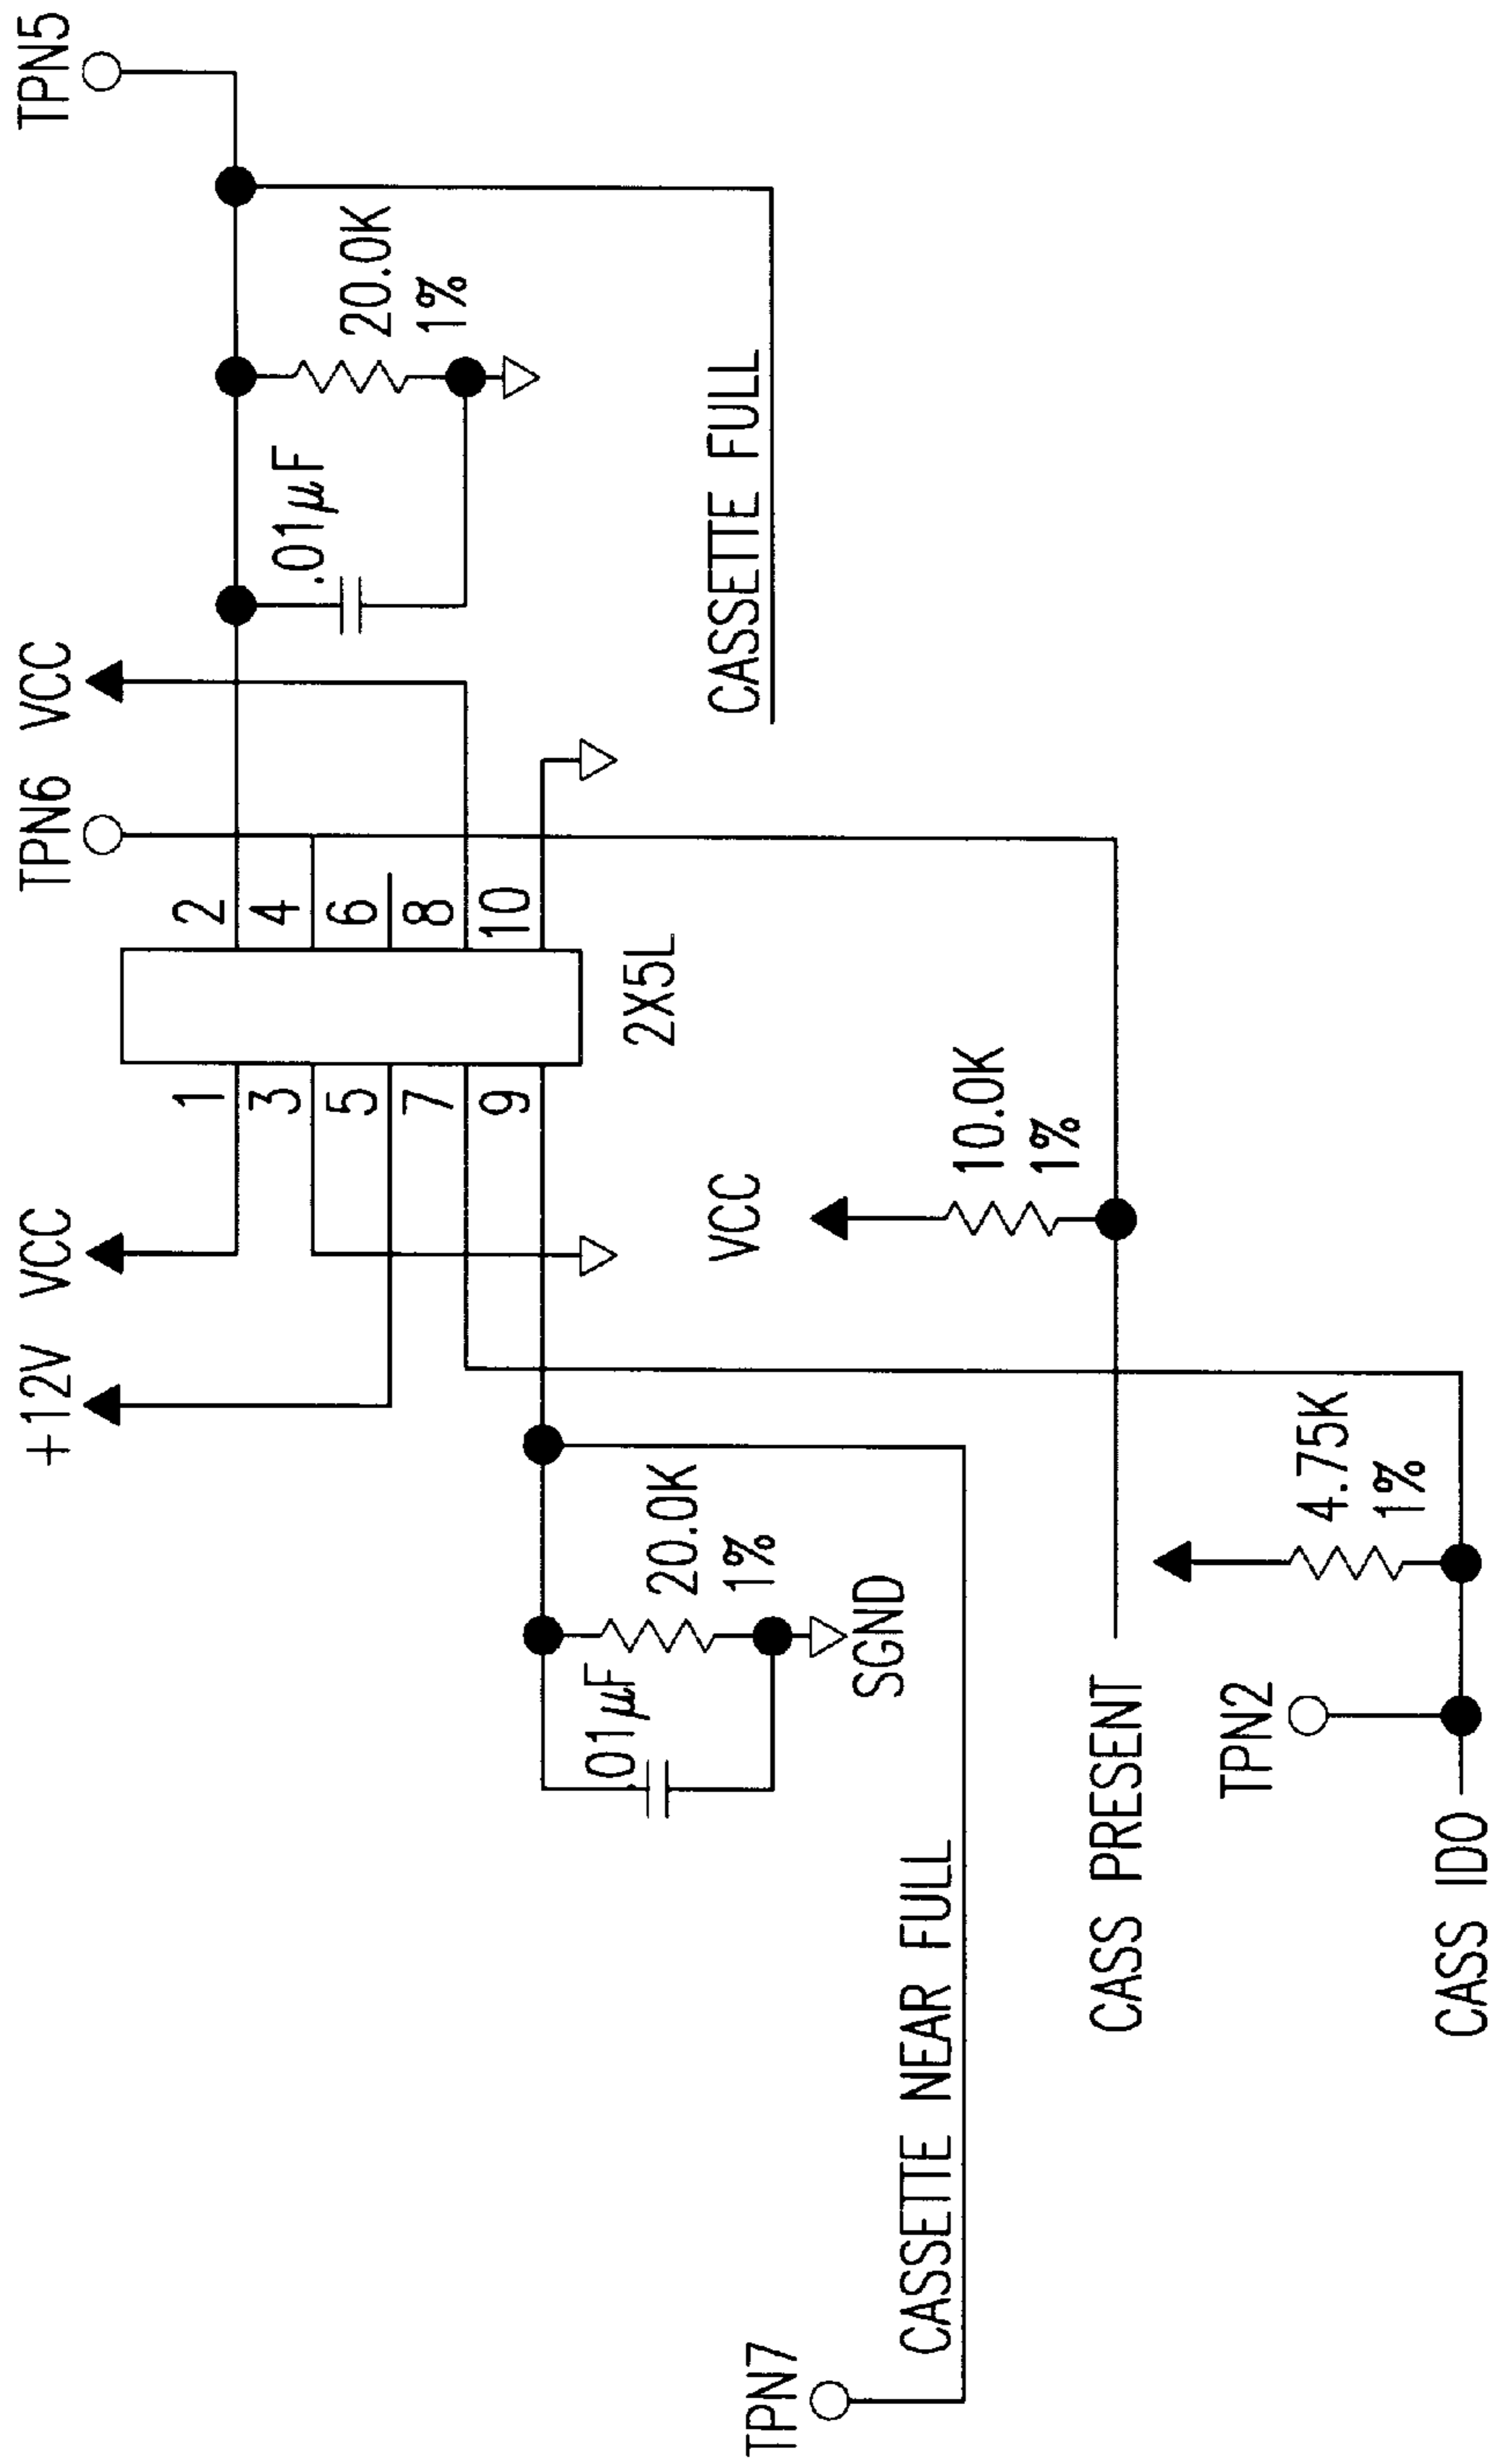 +12V
VCC
TPN6
VCC
TPN5
1
2
3
4
5
6
7
8
9
10
2X5L
.01µF
20.0K
1%
CASSETTE FULL
.01µF
20.0K
1%
SGND
VCC
10.0K
1%
TPN7
CASSETTE NEAR FULL
CASS PRESENT
TPN2
4.75K
1%
CASS ID0